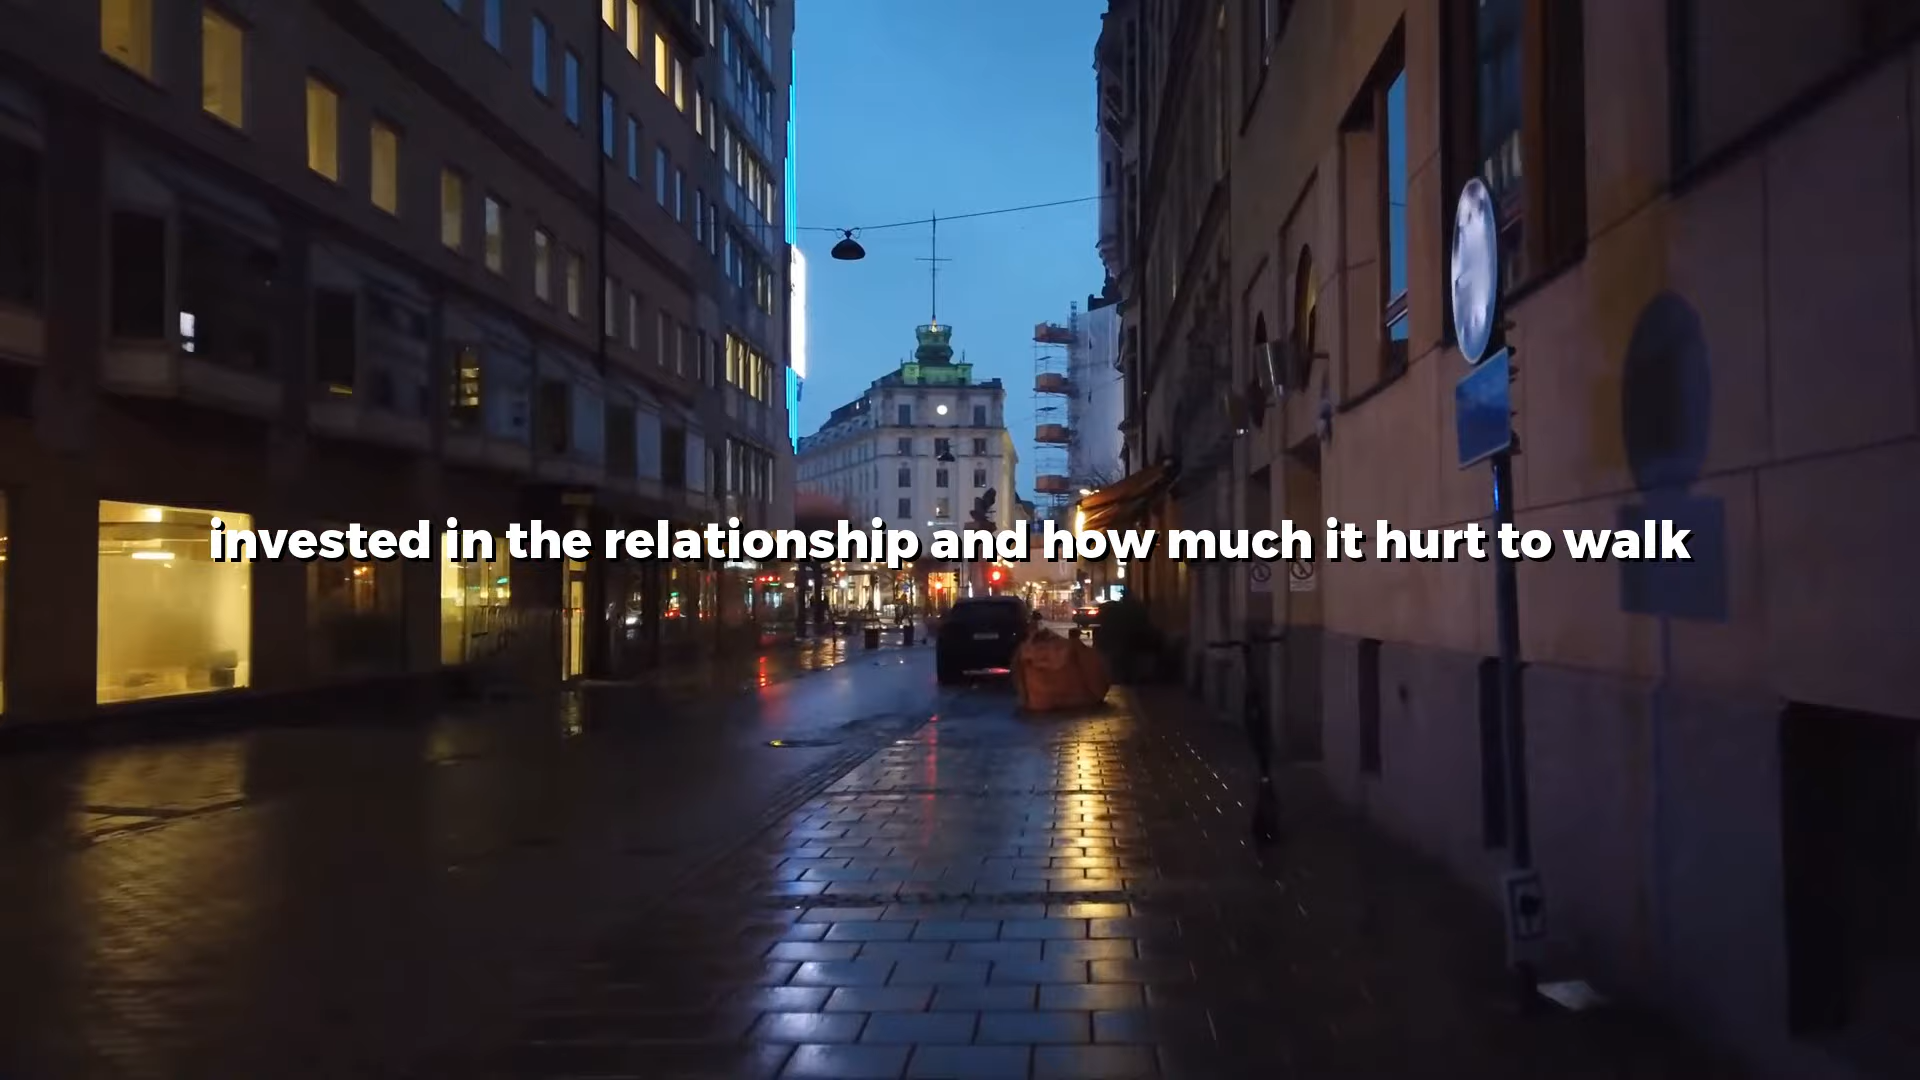 invested in the relationship and how much it hurt to walk